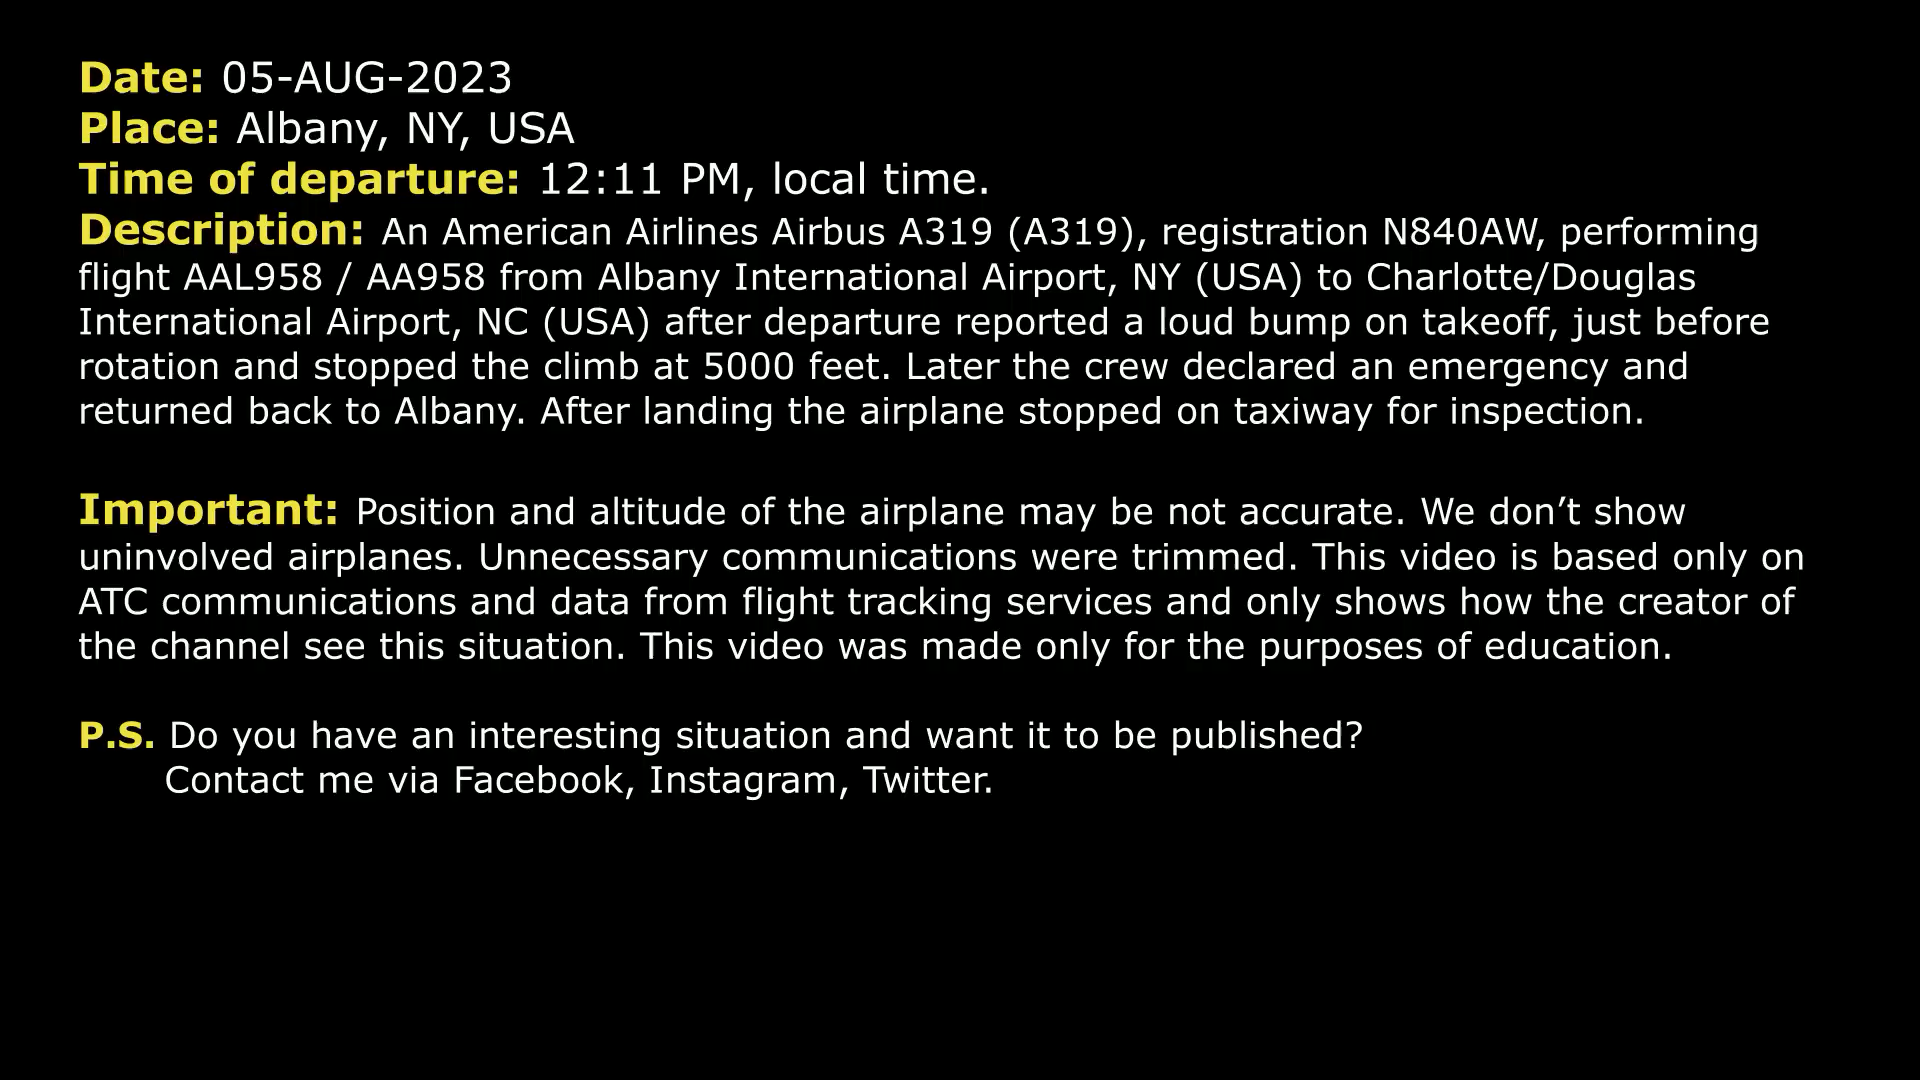 Date: 05-AUG-2023
Place: Albany, NY, USA
Time of departure: 12:11 PM, local time.
Description: An American Airlines Airbus A319 (A319), registration N840AW, performing
flight AAL958 / AA958 from Albany International Airport, NY (USA) to Charlotte/Douglas
International Airport, NC (USA) after departure reported a loud bump on takeoff, just before
rotation and stopped the climb at 5000 feet. Later the crew declared an emergency and
returned back to Albany. After landing the airplane stopped on taxiway for inspection.
Important: Position and altitude of the airplane may be not accurate. We don’t show
uninvolved airplanes. Unnecessary communications were trimmed. This video is based only on
ATC communications and data from flight tracking services and only shows how the creator of
the channel see this situation. This video was made only for the purposes of education.
P.S. Do you have an interesting situation and want it to be published?
Contact me via Facebook, Instagram, Twitter.